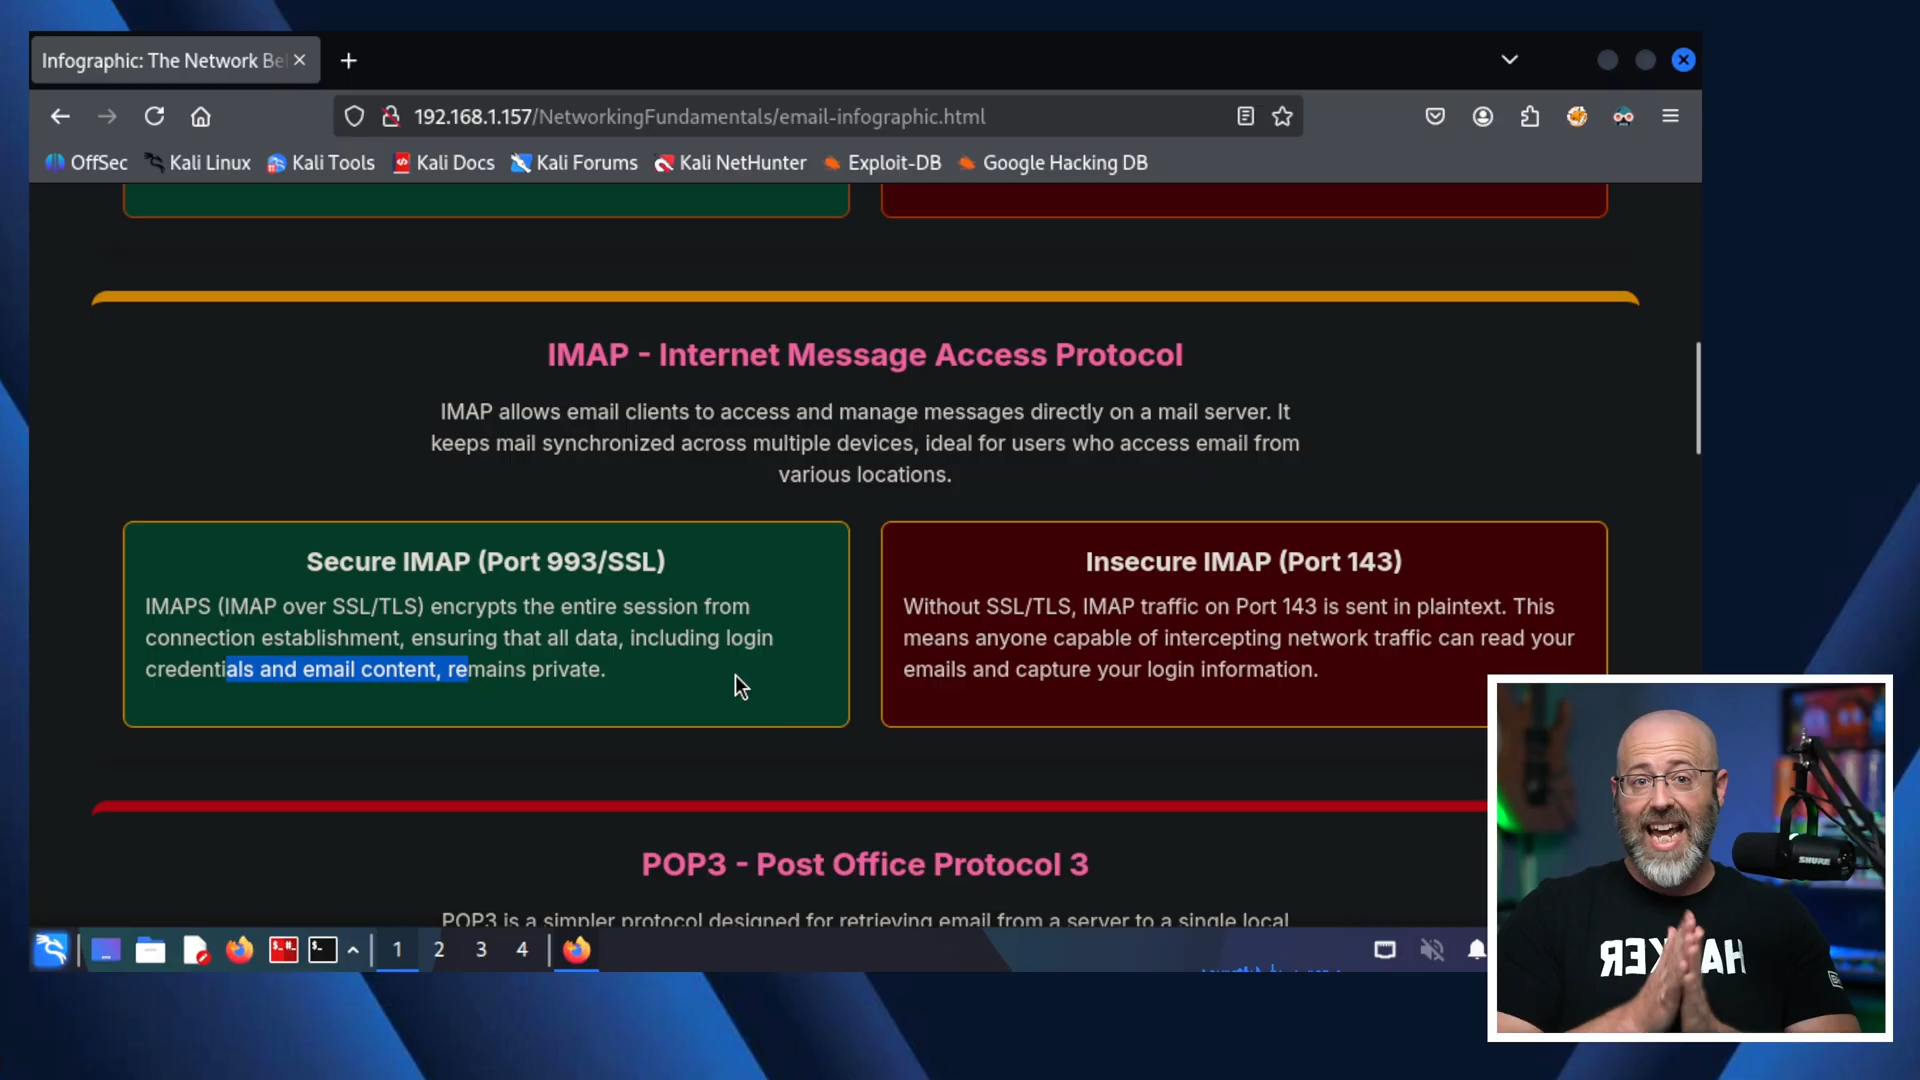 Infographic: The Network Be
192.168.1.157/NetworkingFundamentals/email-infographic.html
OffSec Kali Linux Kali Tools Kali Docs Kali Forums Kali NetHunter Exploit-DB Google Hacking DB
IMAP - Internet Message Access Protocol
IMAP allows email clients to access and manage messages directly on a mail server. It
keeps mail synchronized across multiple devices, ideal for users who access email from
various locations.
Secure IMAP (Port 993/SSL)
IMAPS (IMAP over SSL/TLS) encrypts the entire session from
connection establishment, ensuring that all data, including login
credentials and email content, remains private.
Insecure IMAP (Port 143)
Without SSL/TLS, IMAP traffic on Port 143 is sent in plaintext. This
means anyone capable of intercepting network traffic can read your
emails and capture your login information.
POP3 - Post Office Protocol 3
POP3 is a simpler protocol designed for retrieving email from a server to a single local
1 2 3 4
SHURE